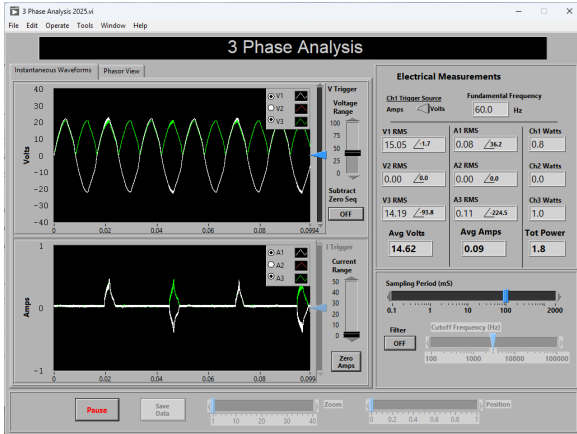 3 Phase Analysis 2025.vi
File Edit Operate Tools Window Help
3 Phase Analysis
Instantaneous Waveforms Phasor View
V1
V2
V3
Volts
40
30
20
10
0
-10
-20
-30
-40
0 0.02 0.04 0.06 0.08 0.0994
V Trigger
Voltage
Range
100
75
50
25
0
Subtract
Zero Seq
OFF
A1
A2
A3
Amps
1
0
-1
0 0.02 0.04 0.06 0.08 0.0994
I Trigger
Current
Range
50
40
30
20
10
0
Zero
Amps
Electrical Measurements
Ch1 Trigger Source
Amps Volts
Fundamental Frequency
60.0 Hz
V1 RMS A1 RMS Ch1 Watts
15.05 -1.7 0.08 36.2 0.8
V2 RMS A2 RMS Ch2 Watts
0.00 0.0 0.00 0.0 0.0
V3 RMS A3 RMS Ch3 Watts
14.19 -93.8 0.11 -224.5 1.0
Avg Volts Avg Amps Tot Power
14.62 0.09 1.8
Sampling Period (mS)
0.1 1 10 100 2000
Filter
OFF
Cutoff Frequency (Hz)
100 1000 10000 100000
Pause
Save
Data
Zoom
1 10 20 30 40
Position
0 0.2 0.4 0.6 0.8 1